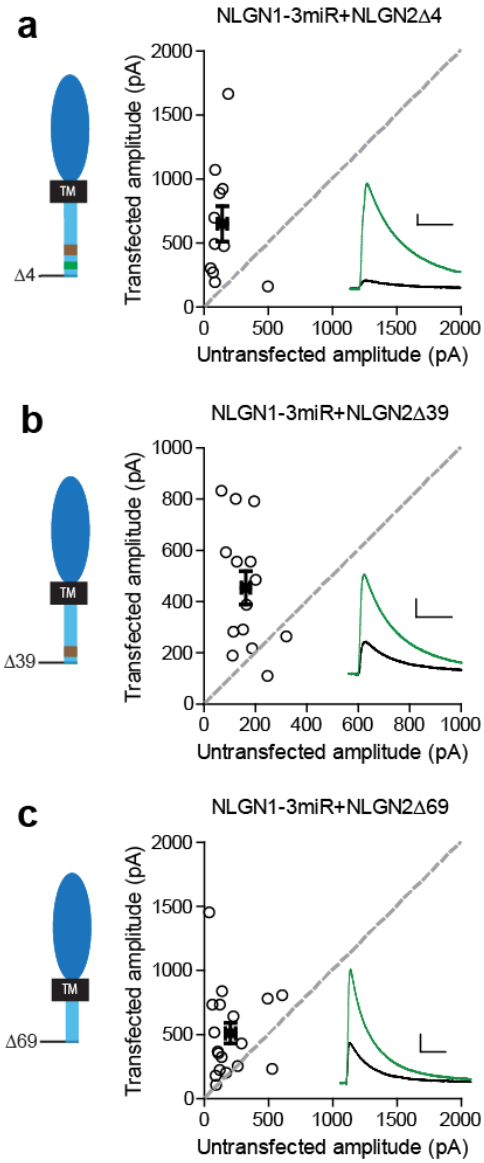 a
NLGN1-3miR+NLGN2Δ4
TM
Δ4
Transfected amplitude (pA)
2000
1500
1000
500
0
0 500 1000 1500 2000
Untransfected amplitude (pA)
b
NLGN1-3miR+NLGN2Δ39
TM
Δ39
Transfected amplitude (pA)
1000
800
600
400
200
0
0 200 400 600 800 1000
Untransfected amplitude (pA)
c
NLGN1-3miR+NLGN2Δ69
TM
Δ69
Transfected amplitude (pA)
2000
1500
1000
500
0
0 500 1000 1500 2000
Untransfected amplitude (pA)